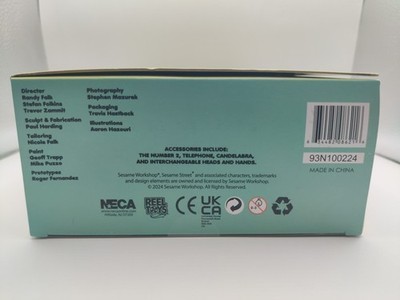 Director
Randy Falk
Stefan Folkins
Trevor Zammit
Sculpt & Fabrication
Paul Harding
Tailoring
Nicole Falk
Paint
Geoff Trapp
Mike Puzzo
Prototypes
Roger Fernandez
Photography
Stephen Mazurek
Packaging
Travis Hastback
Illustrations
Aaron Hazouri
ACCESSORIES INCLUDE:
THE NUMBER 2, TELEPHONE, CANDELABRA,
AND INTERCHANGEABLE HEADS AND HANDS.
Sesame Workshop®, Sesame Street® and associated characters, trademarks
and design elements are owned and licensed by Sesame Workshop.
© 2024 Sesame Workshop. All Rights Reserved.
93N100224
MADE IN CHINA
NECA
REEL
TOYS
CE
UK
CA